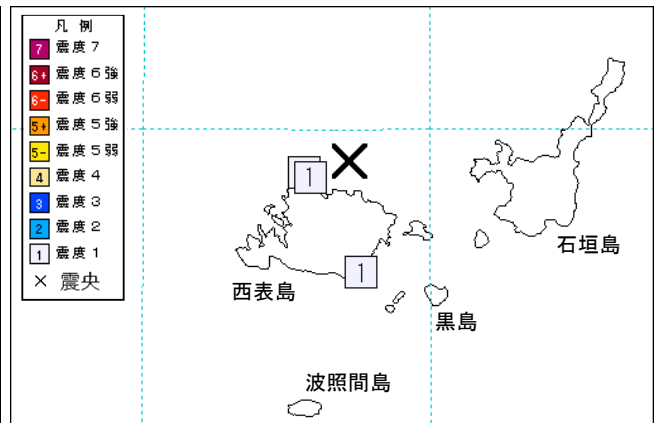 凡 例
7 震度7
6+ 震度6強
6- 震度6弱
5+ 震度5強
5- 震度5弱
4 震度4
3 震度3
2 震度2
1 震度1
× 震央
1
1
石垣島
西表島
黒島
波照間島